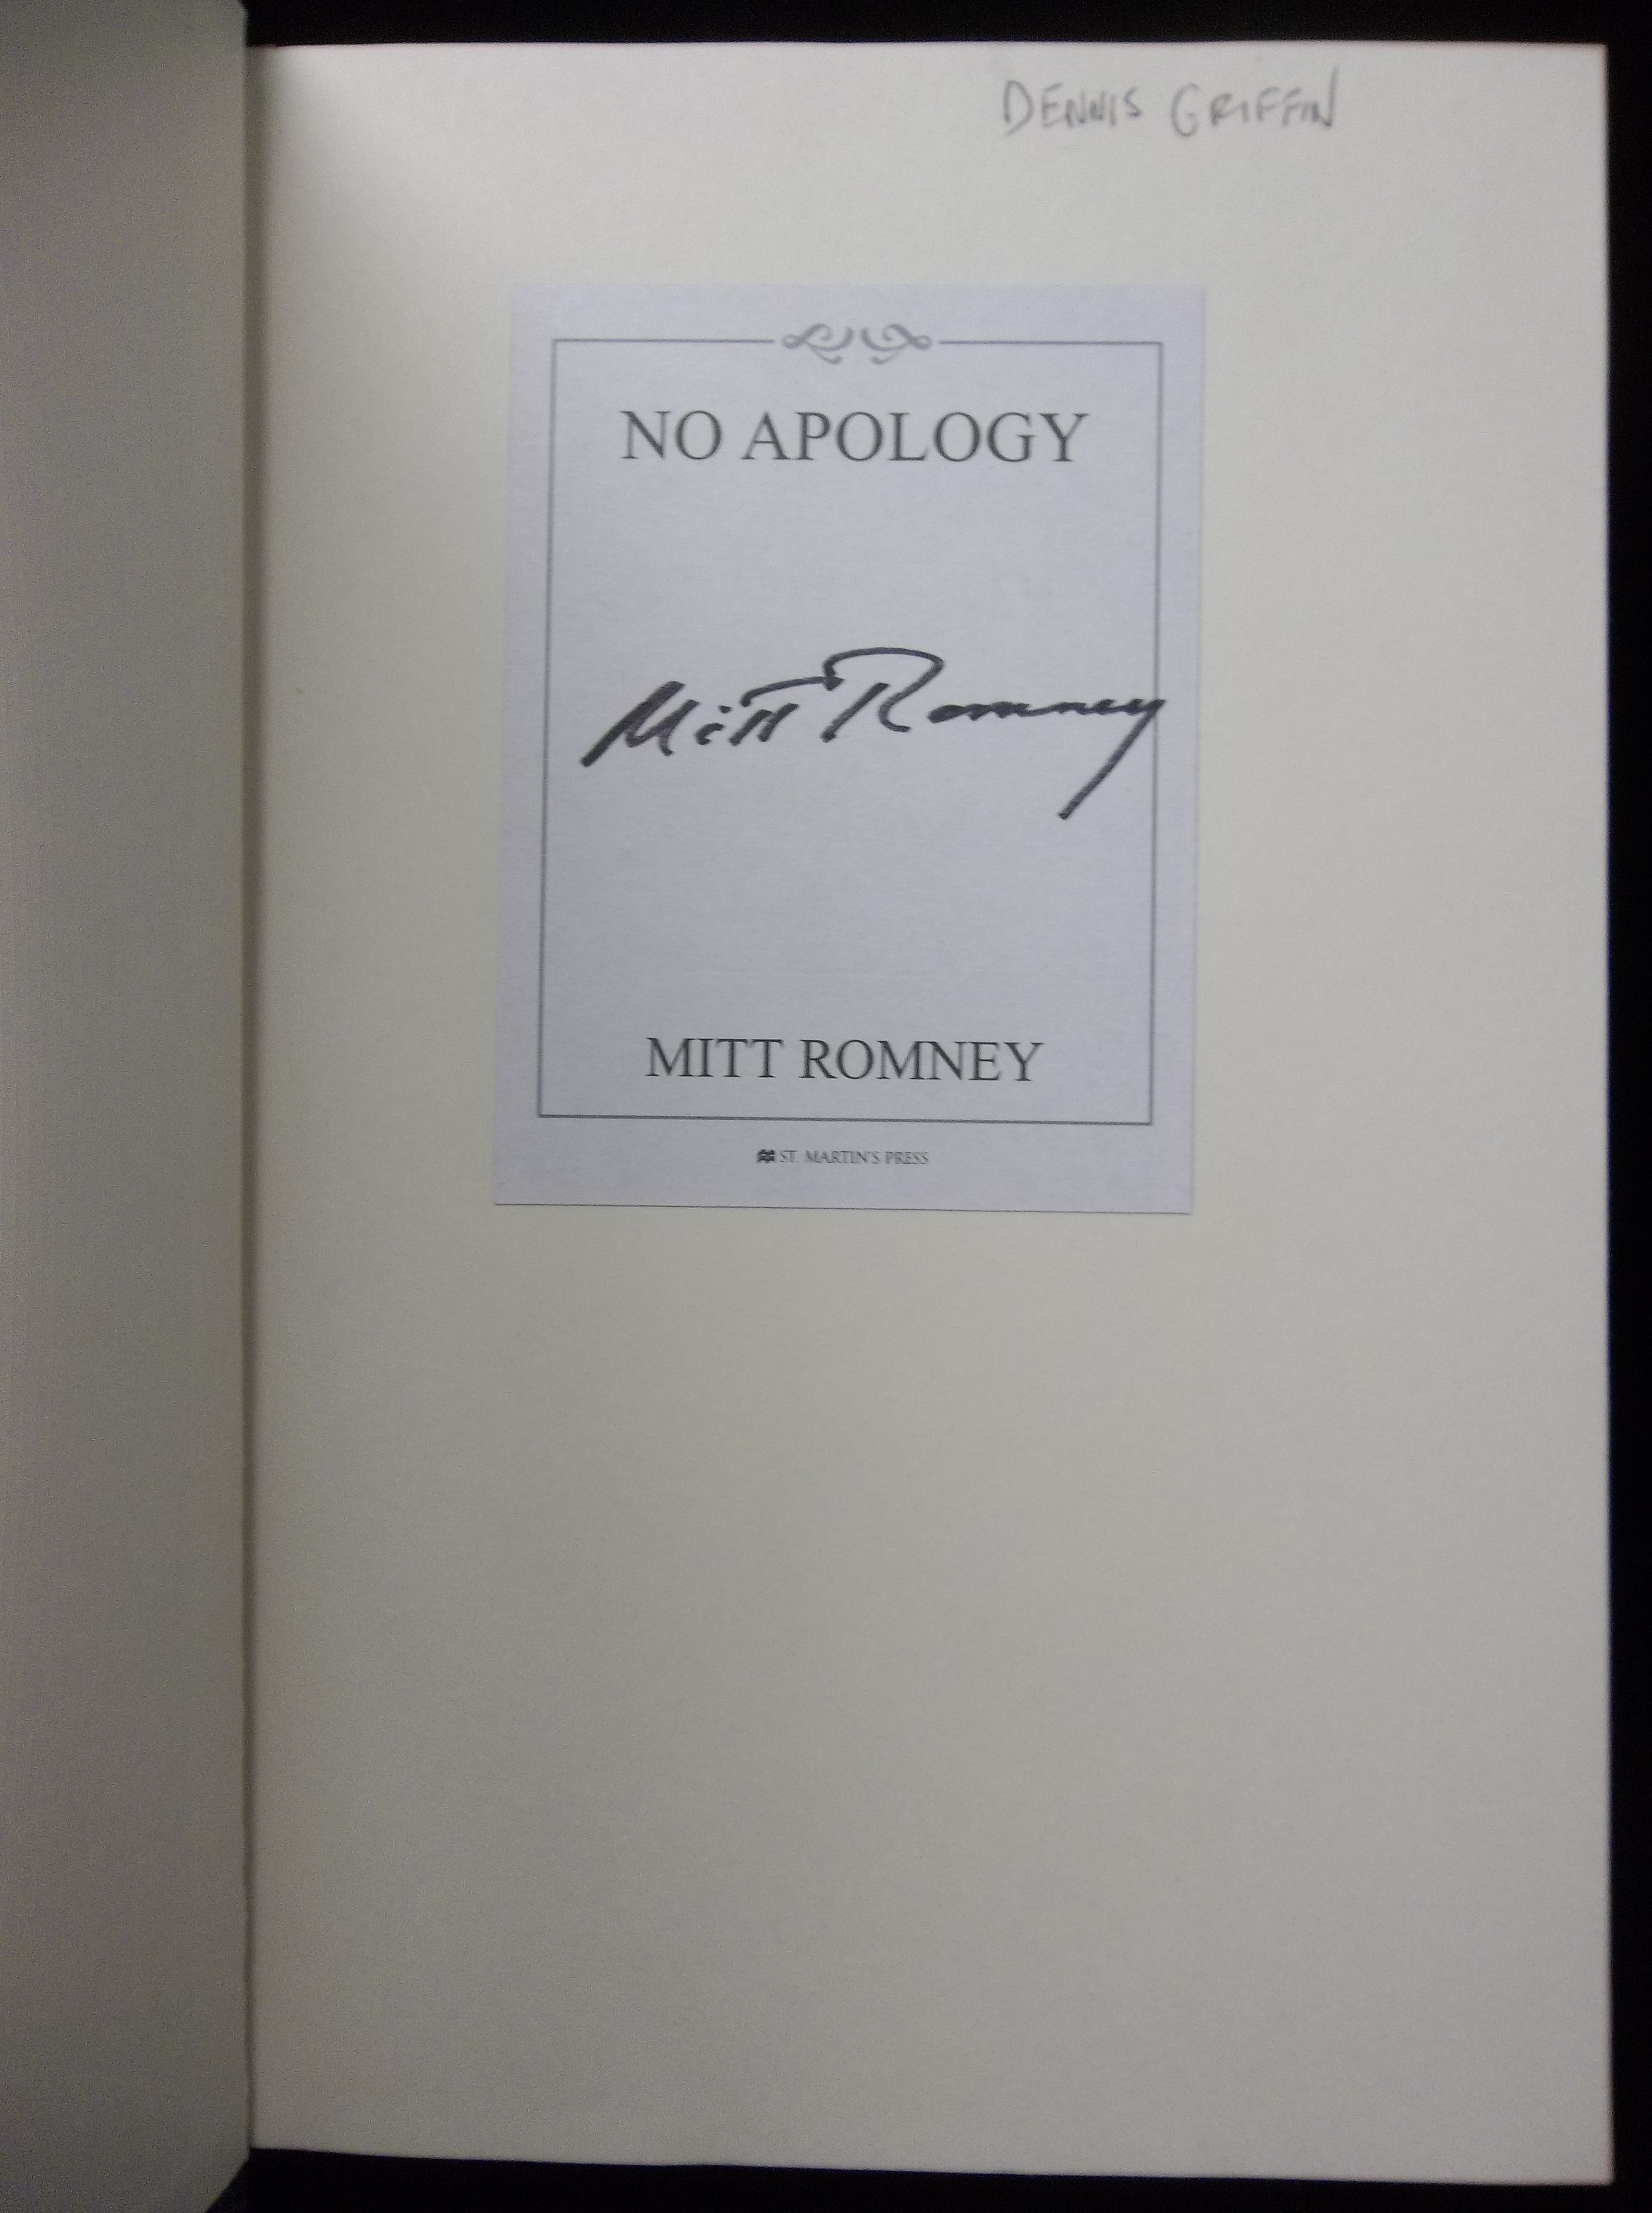 DENNIS GRIFFIN
NO APOLOGY
Mitt Romney
MITT ROMNEY
ST. MARTIN'S PRESS